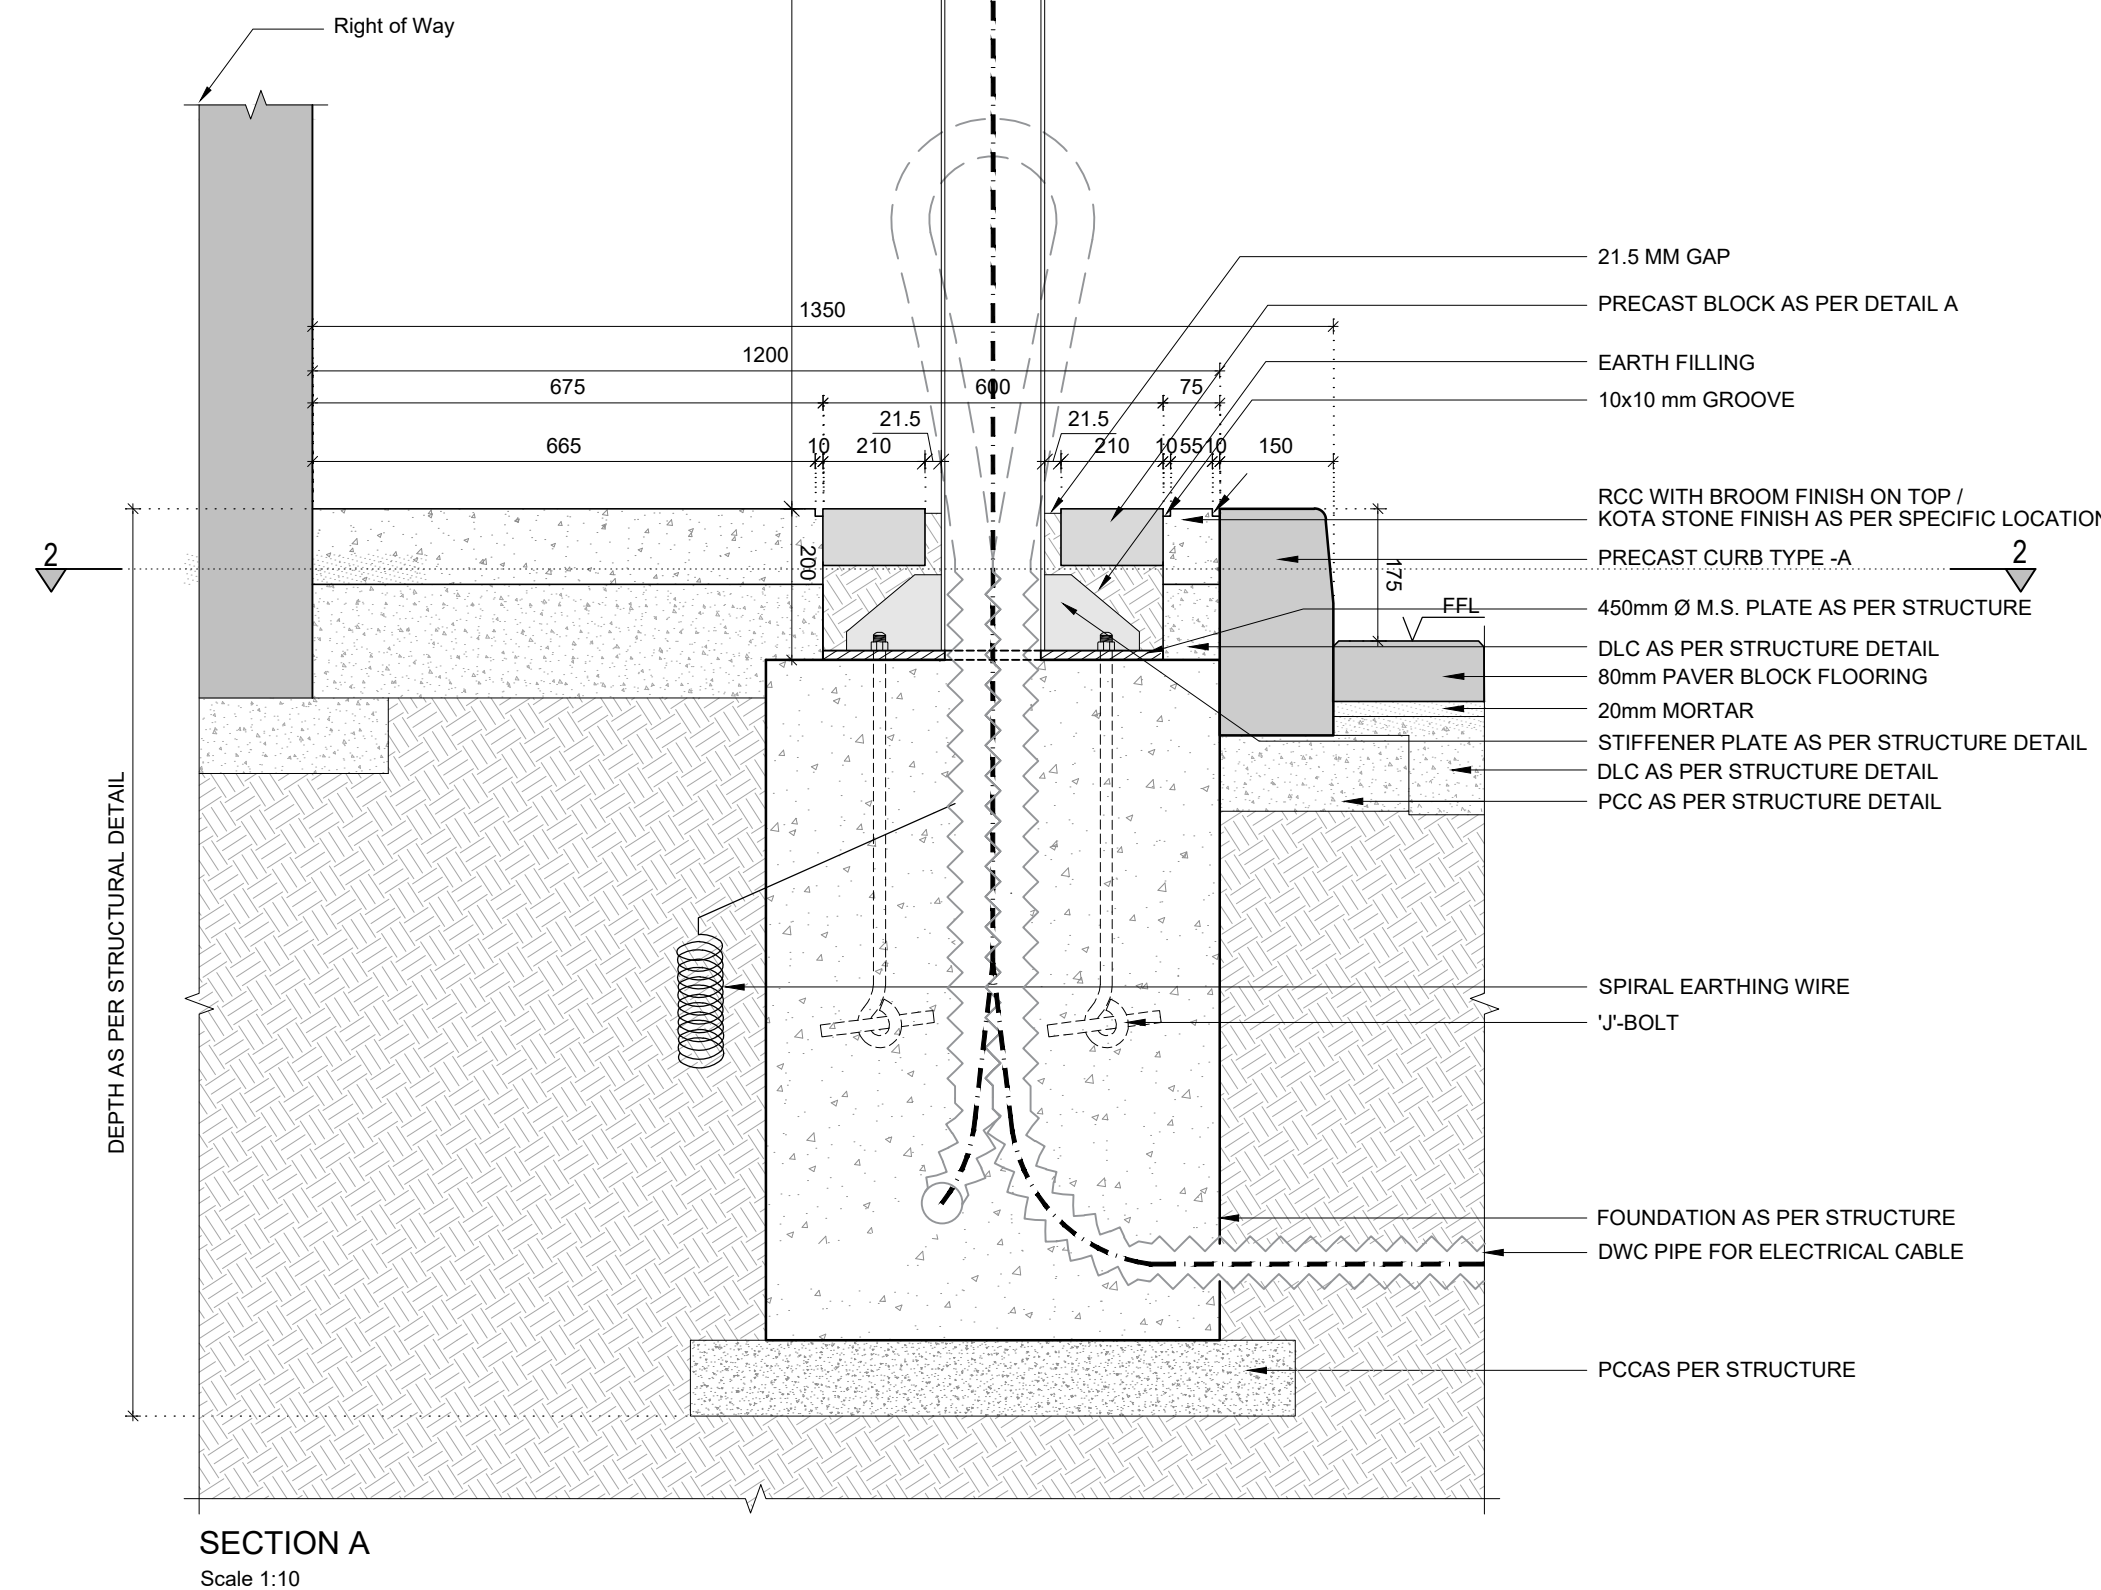 Right of Way
1350
1200
675
600
75
21.5
21.5
665
10
210
210
10
55
10
150
200
175
FFL
2
2
21.5 MM GAP
PRECAST BLOCK AS PER DETAIL A
EARTH FILLING
10x10 mm GROOVE
RCC WITH BROOM FINISH ON TOP /
KOTA STONE FINISH AS PER SPECIFIC LOCATION
PRECAST CURB TYPE -A
450mm Ø M.S. PLATE AS PER STRUCTURE
DLC AS PER STRUCTURE DETAIL
80mm PAVER BLOCK FLOORING
20mm MORTAR
STIFFENER PLATE AS PER STRUCTURE DETAIL
DLC AS PER STRUCTURE DETAIL
PCC AS PER STRUCTURE DETAIL
DEPTH AS PER STRUCTURAL DETAIL
SPIRAL EARTHING WIRE
'J'-BOLT
FOUNDATION AS PER STRUCTURE
DWC PIPE FOR ELECTRICAL CABLE
PCCAS PER STRUCTURE
SECTION A
Scale 1:10